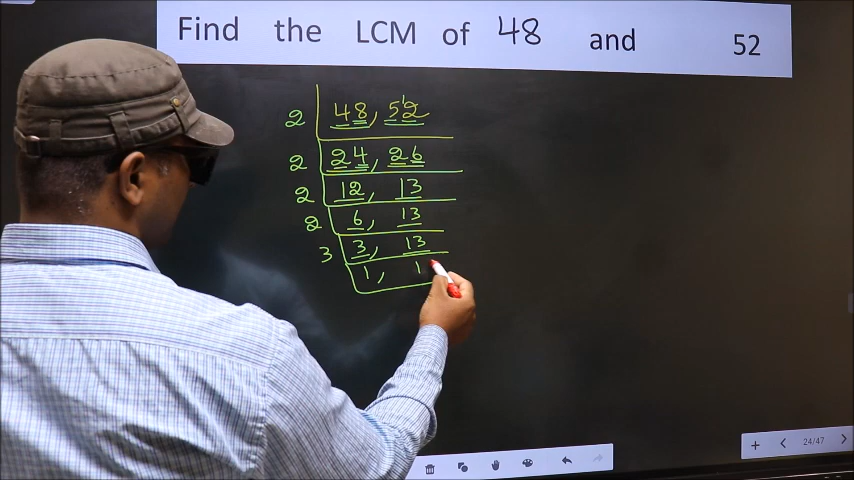 Find the LCM of 48 and 52
2 48, 5¹2
2 24, 26
2 12, 13
2 6, 13
3 3, 13
1, 1
24/47